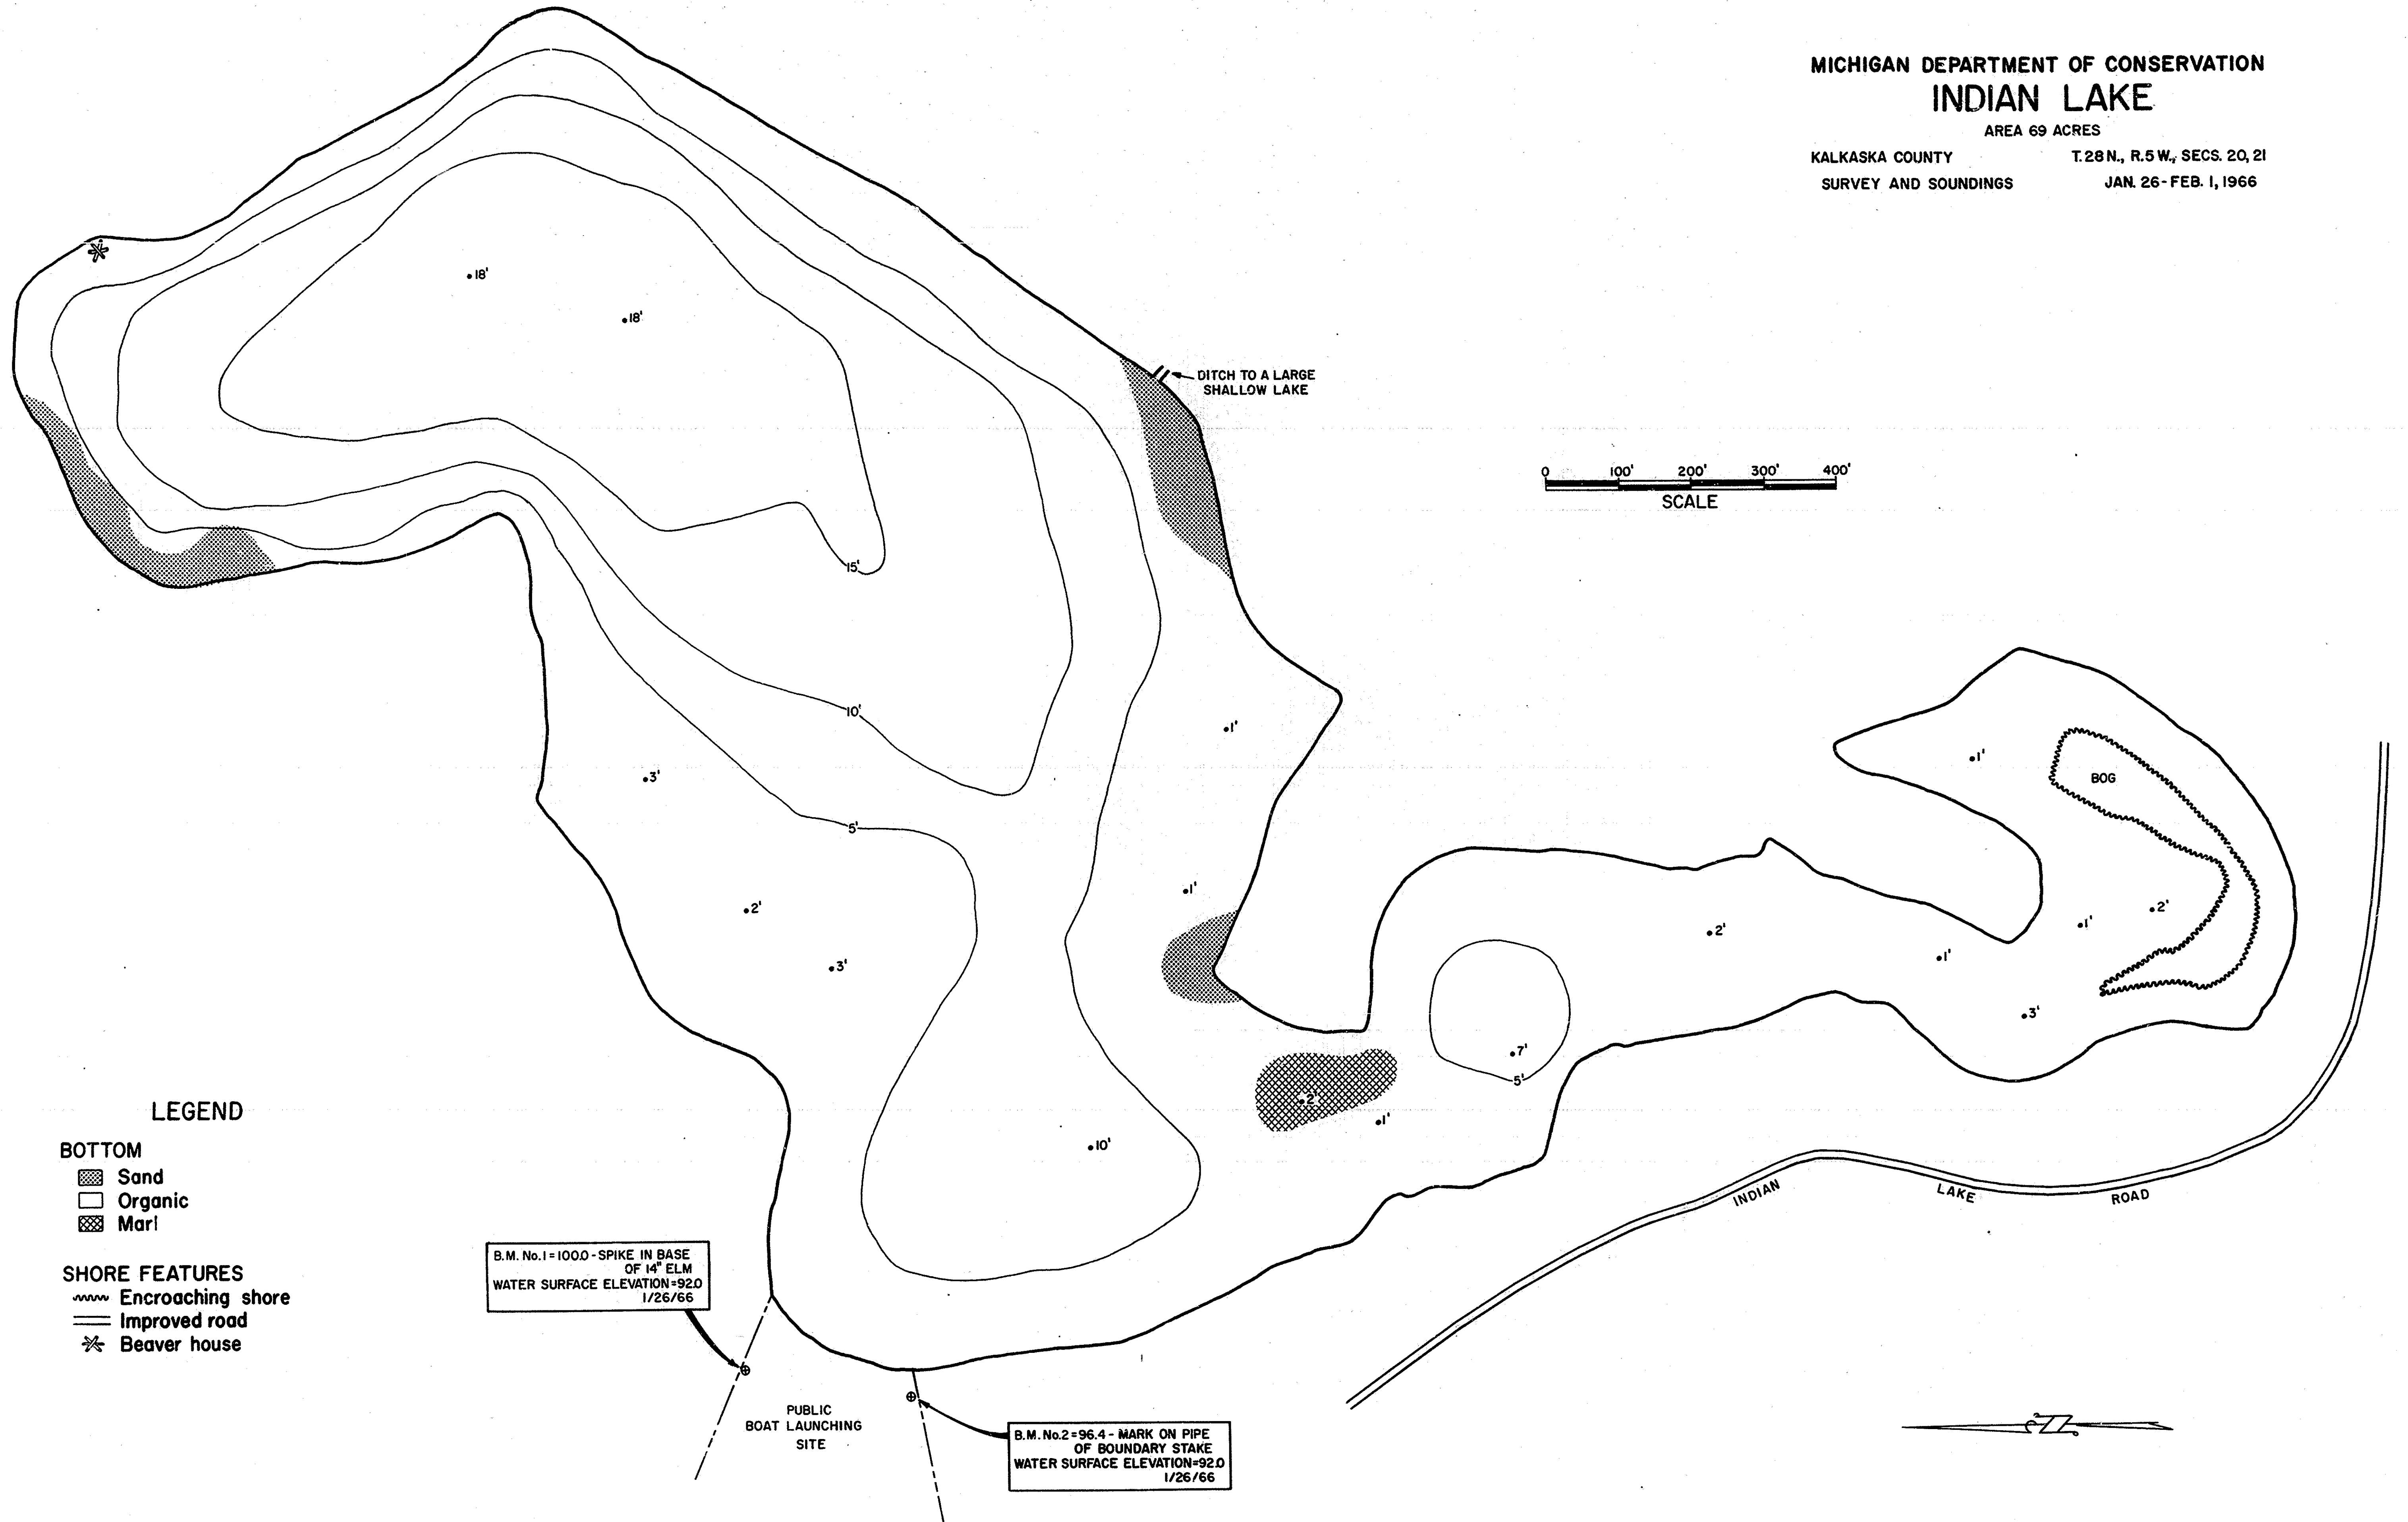 MICHIGAN DEPARTMENT OF CONSERVATION
INDIAN LAKE
AREA 69 ACRES
KALKASKA COUNTY T.28N., R.5W., SECS. 20, 21
SURVEY AND SOUNDINGS JAN. 26-FEB. 1, 1966
18'
18'
DITCH TO A LARGE
SHALLOW LAKE
0 100' 200' 300' 400'
SCALE
15'
10'
1'
3'
1'
BOG
5'
1'
2'
2'
1'
2'
3'
1'
3'
7'
5'
2'
1'
10'
LEGEND
BOTTOM
Sand
Organic
Marl
SHORE FEATURES
Encroaching shore
Improved road
Beaver house
INDIAN LAKE ROAD
B.M. No.1=100.0-SPIKE IN BASE
OF 14" ELM
WATER SURFACE ELEVATION=92.0
1/26/66
PUBLIC
BOAT LAUNCHING
SITE
B.M. No.2=96.4- MARK ON PIPE
OF BOUNDARY STAKE
WATER SURFACE ELEVATION=92.0
1/26/66
N